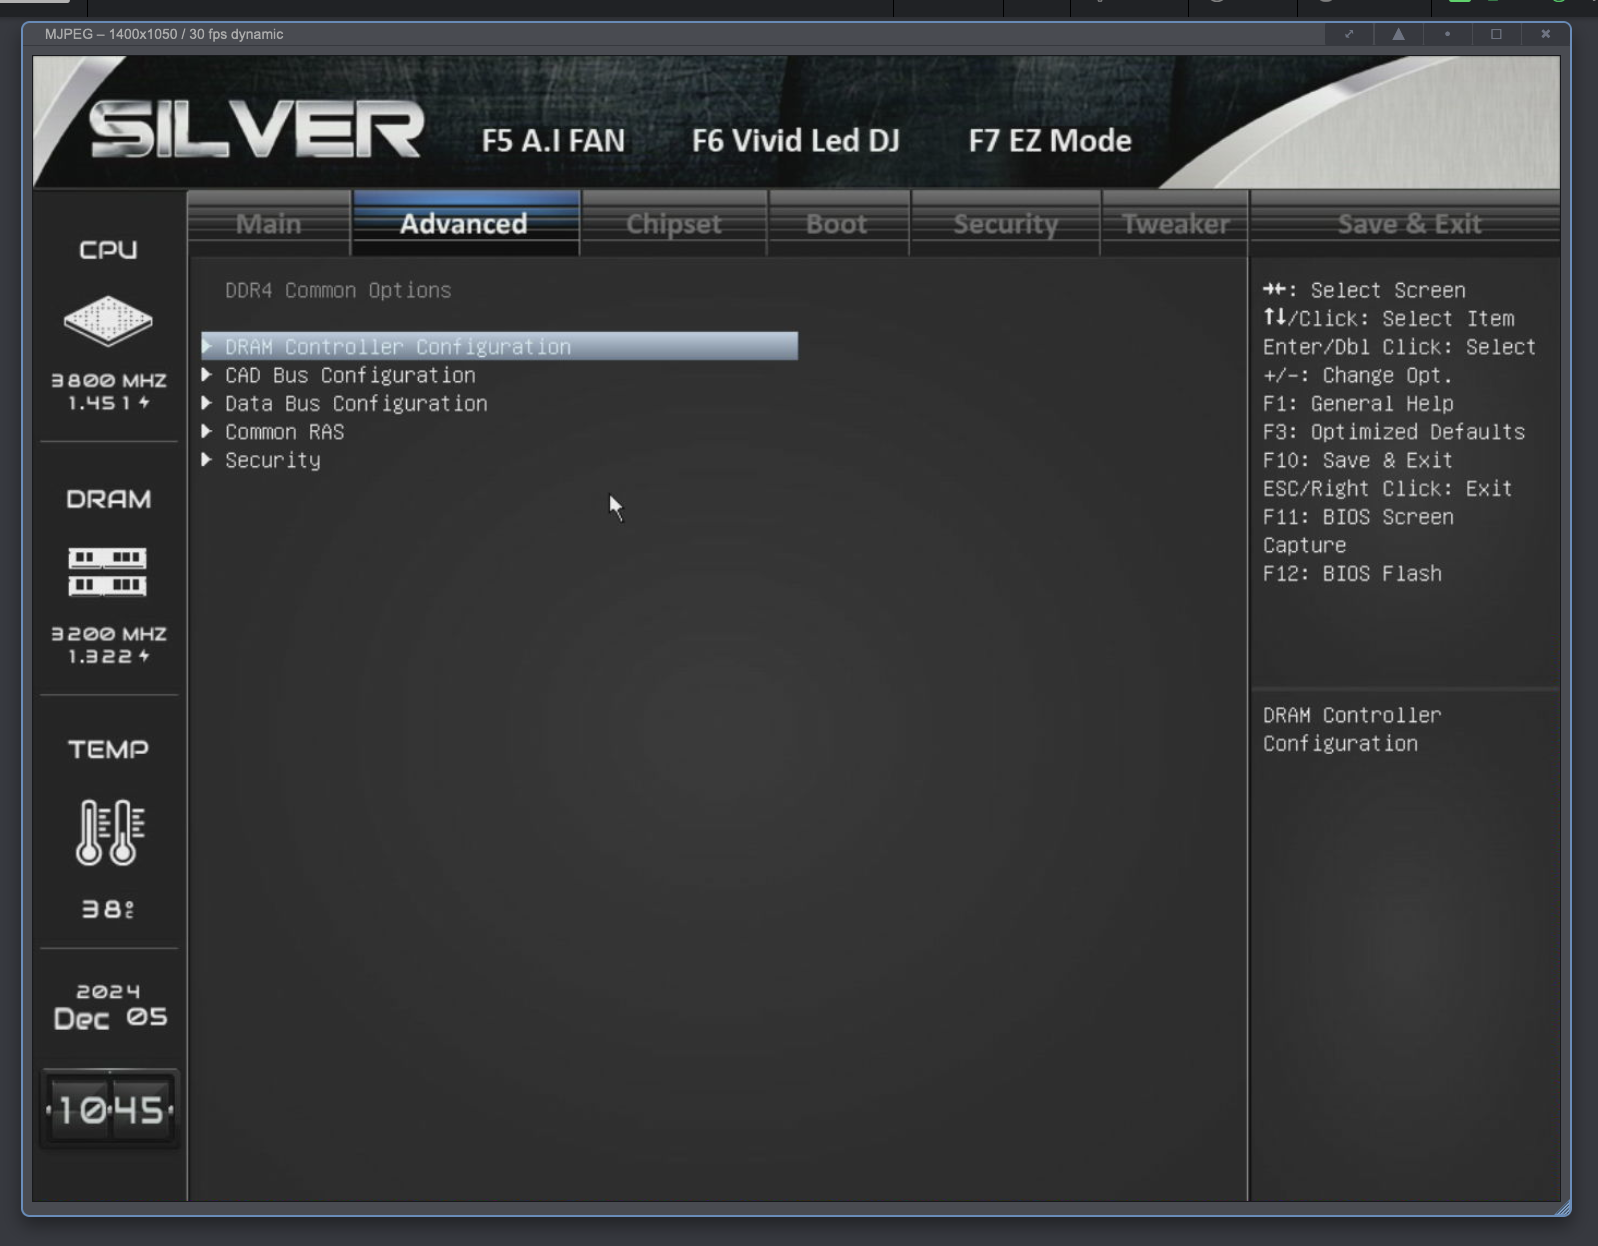 MJPEG – 1400x1050 / 30 fps dynamic
SILVER
F5 A.I FAN
F6 Vivid Led DJ
F7 EZ Mode
Main
Advanced
Chipset
Boot
Security
Tweaker
Save & Exit
CPU
3800 MHZ
1.451
DRAM
3200 MHZ
1.322
TEMP
38°C
2024
Dec 05
10:45
DDR4 Common Options
DRAM Controller Configuration
CAD Bus Configuration
Data Bus Configuration
Common RAS
Security
→←: Select Screen
↑↓/Click: Select Item
Enter/Dbl Click: Select
+/-: Change Opt.
F1: General Help
F3: Optimized Defaults
F10: Save & Exit
ESC/Right Click: Exit
F11: BIOS Screen
Capture
F12: BIOS Flash
DRAM Controller
Configuration